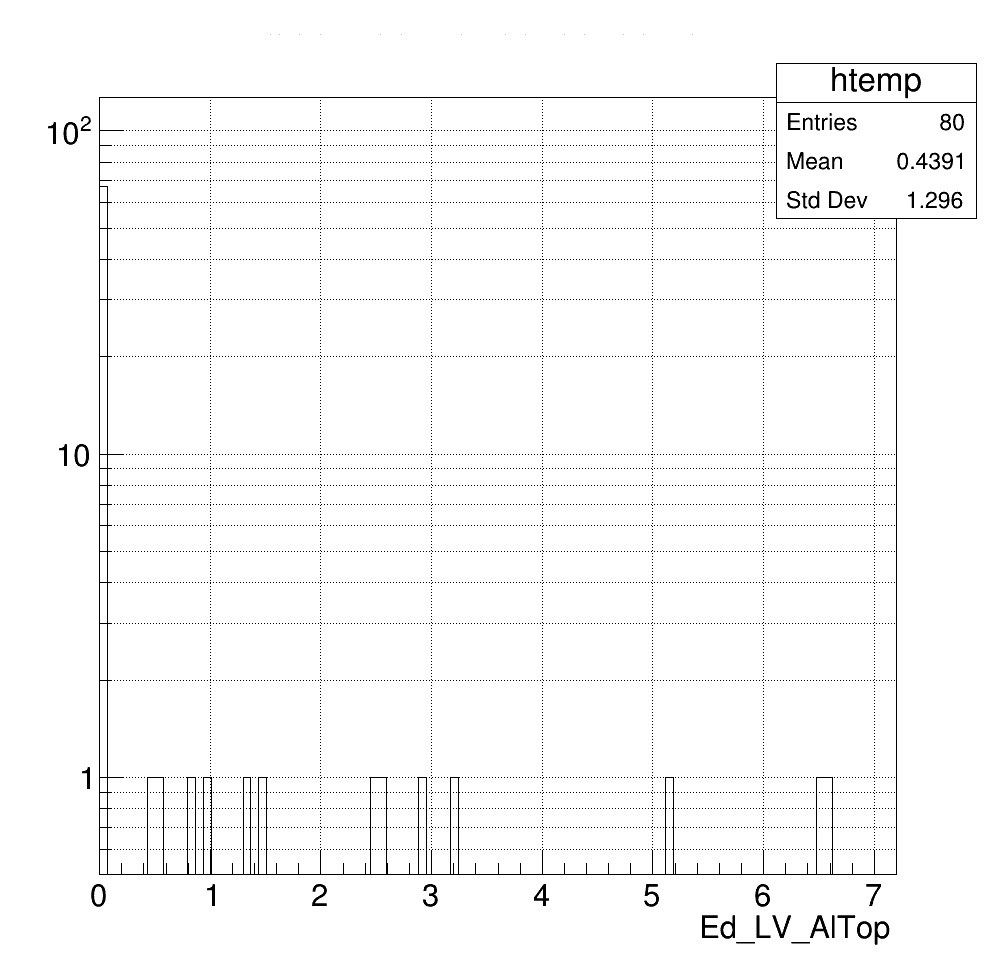 htemp
Entries 80
Mean 0.4391
Std Dev 1.296
10²
10
1
0 1 2 3 4 5 6 7
Ed_LV_AlTop